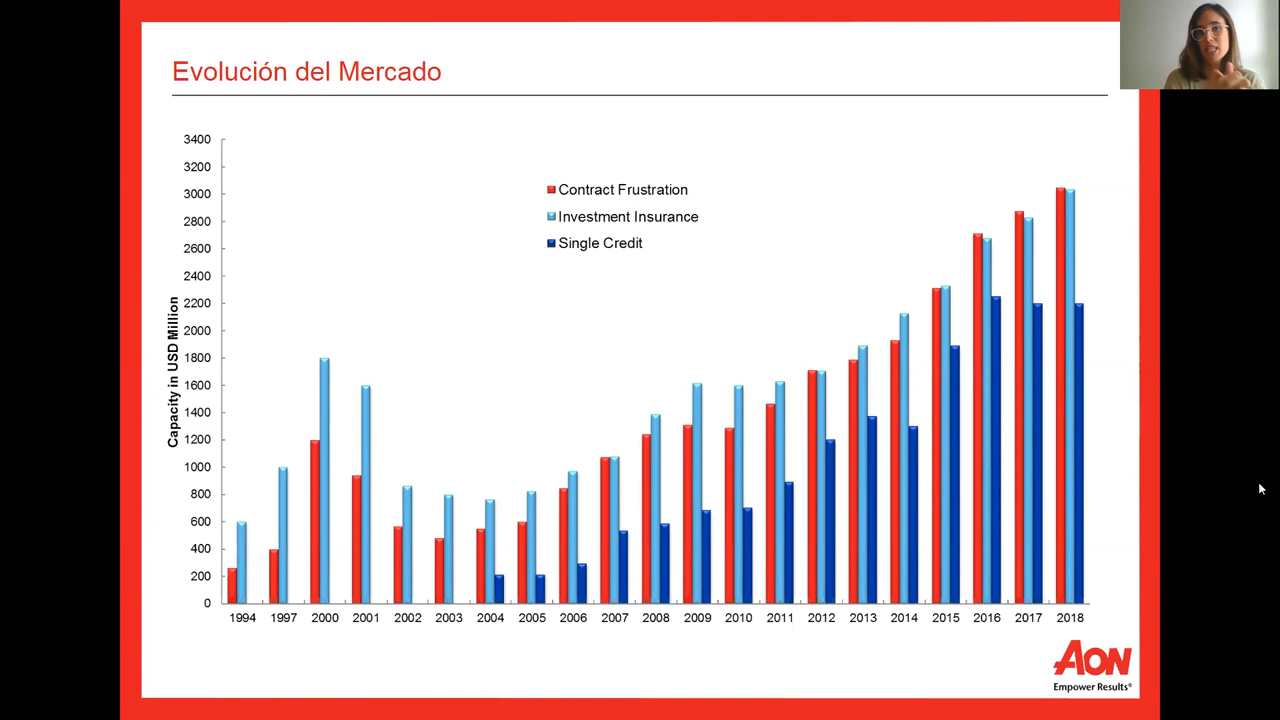 Evolución del Mercado
3400
3200
3000
2800
2600
2400
2200
2000
1800
1600
1400
1200
1000
800
600
400
200
0
Capacity in USD Million
Contract Frustration
Investment Insurance
Single Credit
1994 1997 2000 2001 2002 2003 2004 2005 2006 2007 2008 2009 2010 2011 2012 2013 2014 2015 2016 2017 2018
AON
Empower Results®